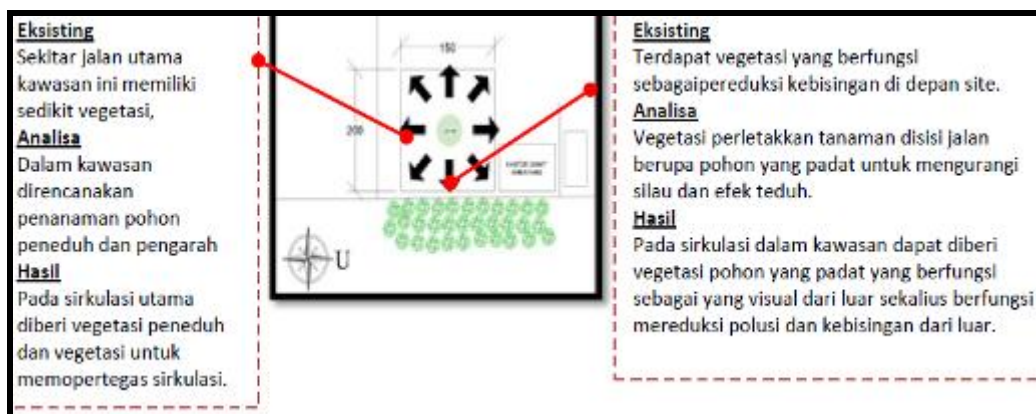 Eksisting
Sekitar jalan utama
kawasan ini memiliki
sedikit vegetasi,
Analisa
Dalam kawasan
direncanakan
penanaman pohon
peneduh dan pengarah
Hasil
Pada sirkulasi utama
diberi vegetasi peneduh
dan vegetasi untuk
memopertegas sirkulasi.
150
200
U
Eksisting
Terdapat vegetasi yang berfungsi
sebagaipereduksi kebisingan di depan site.
Analisa
Vegetasi perletakkan tanaman disisi jalan
berupa pohon yang padat untuk mengurangi
silau dan efek teduh.
Hasil
Pada sirkulasi dalam kawasan dapat diberi
vegetasi pohon yang padat yang berfungsi
sebagai yang visual dari luar sekalius berfungsi
mereduksi polusi dan kebisingan dari luar.